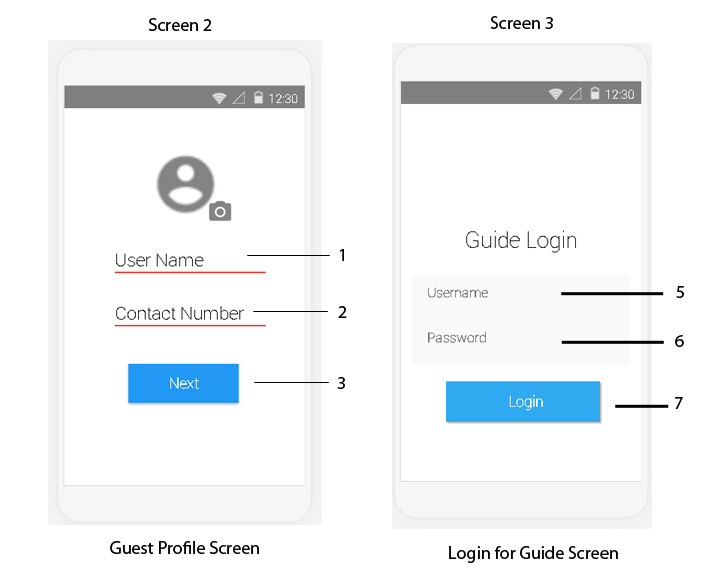 Screen 2
12:30
User Name
1
Contact Number
2
Next
3
Guest Profile Screen
Screen 3
12:30
Guide Login
Username
5
Password
6
Login
7
Login for Guide Screen